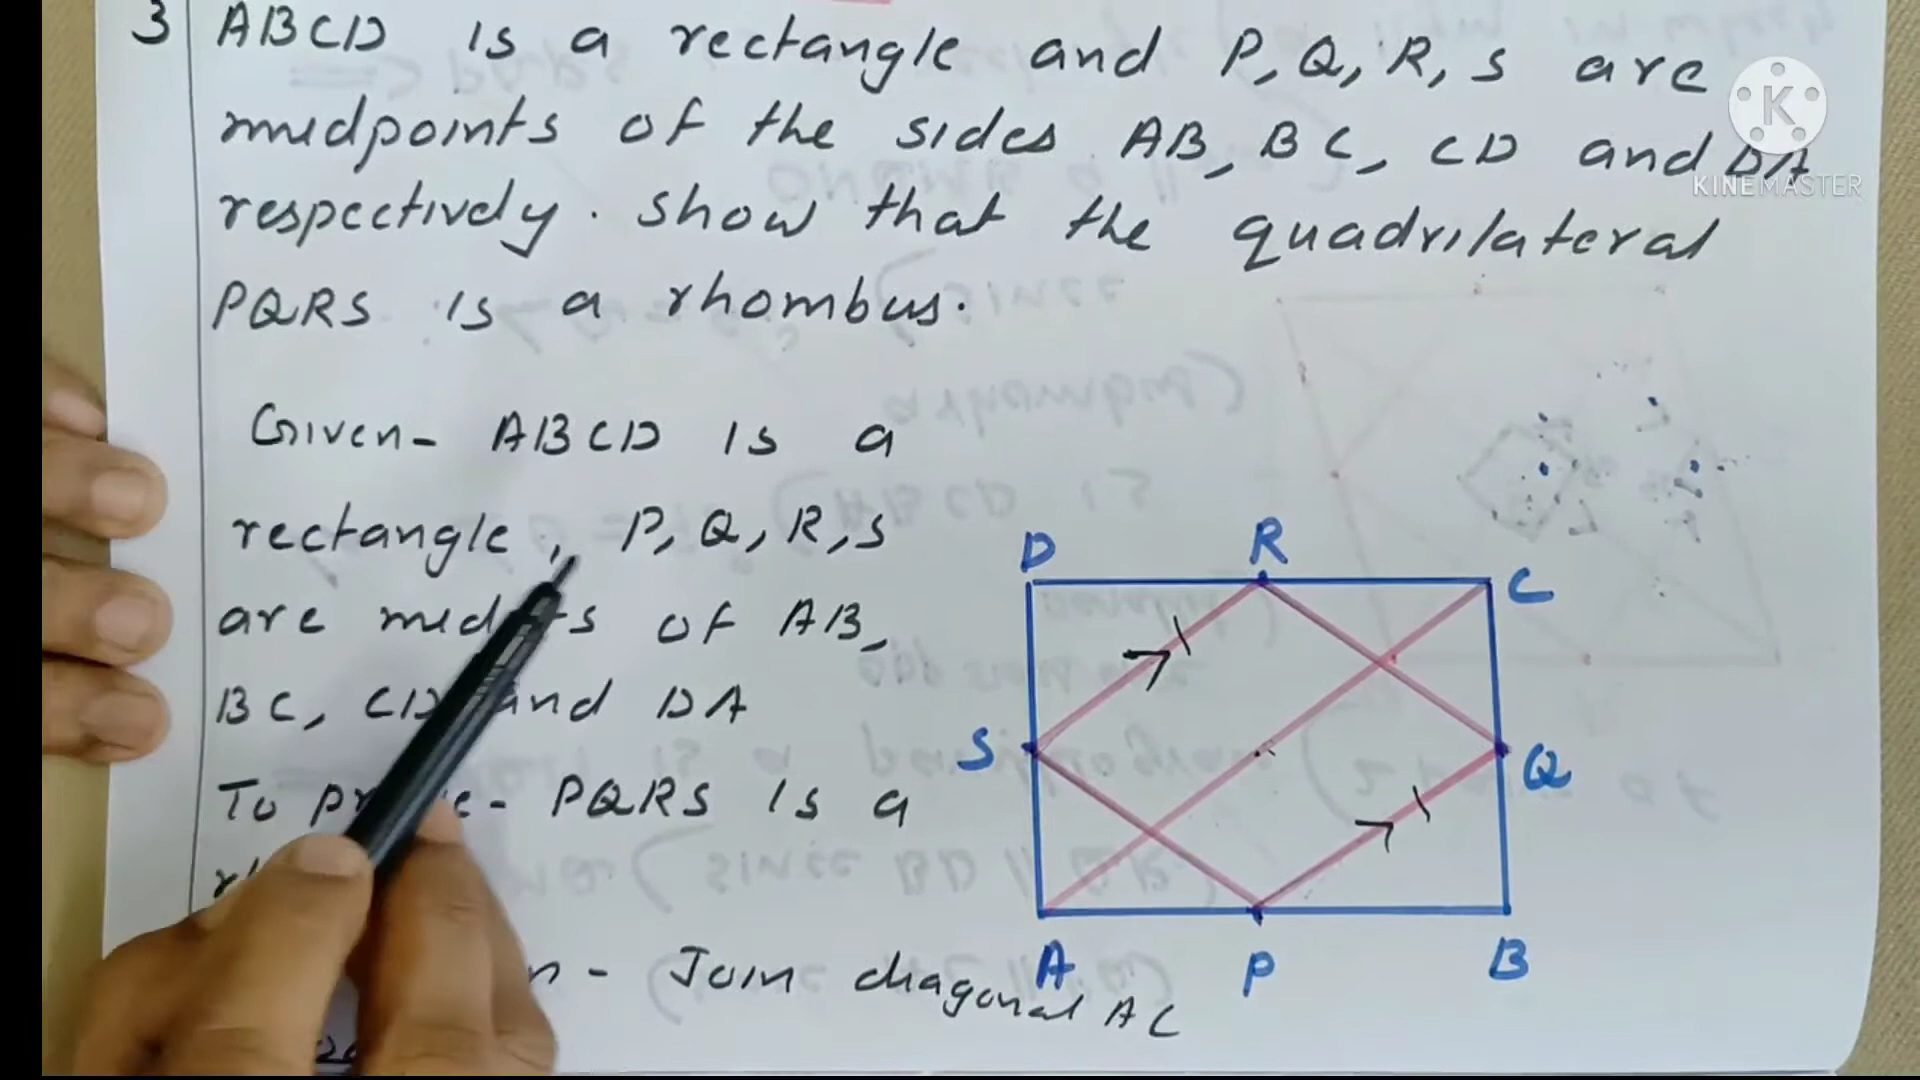 3 ABCD is a rectangle and P, Q, R, S are
midpoints of the sides AB, BC, CD and DA
respectively. show that the quadrilateral
PQRS is a rhombus.
Given- ABCD is a
rectangle, P, Q, R, S
are of AB,
BC, CD and DA
To PQRS is a
- Join diagonal AC
D R C
S Q
A P B
K
KINEMASTER